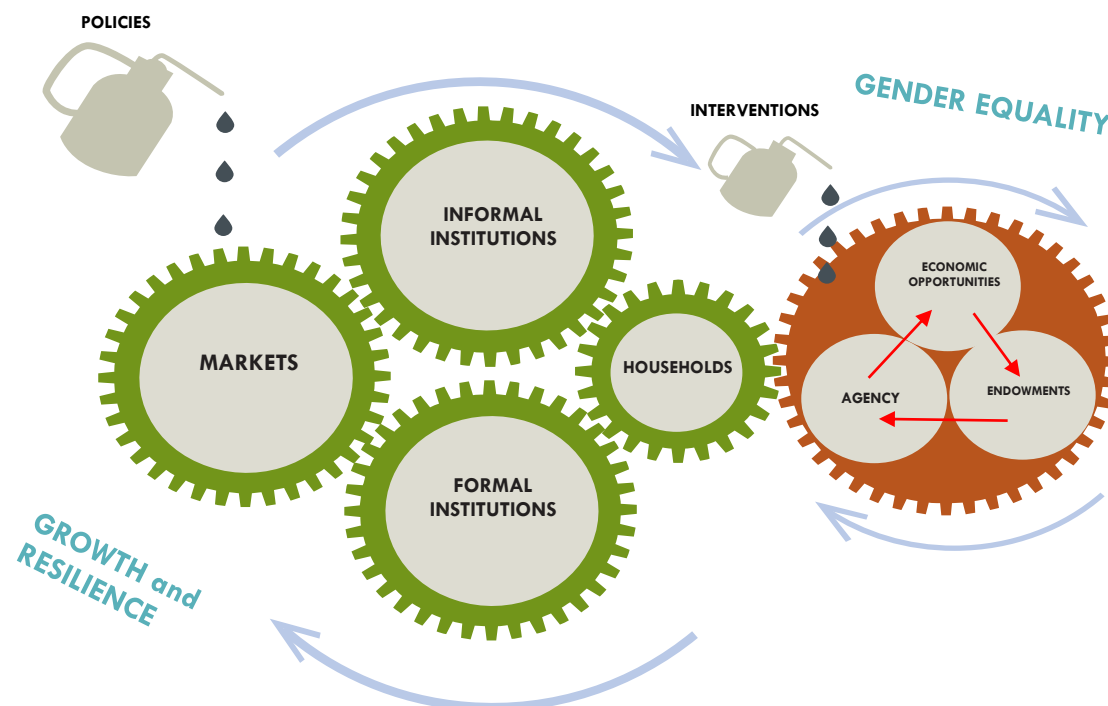 POLICIES
INTERVENTIONS
GENDER EQUALITY
INFORMAL
INSTITUTIONS
ECONOMIC
OPPORTUNITIES
MARKETS
HOUSEHOLDS
AGENCY
ENDOWMENTS
FORMAL
INSTITUTIONS
GROWTH and
RESILIENCE